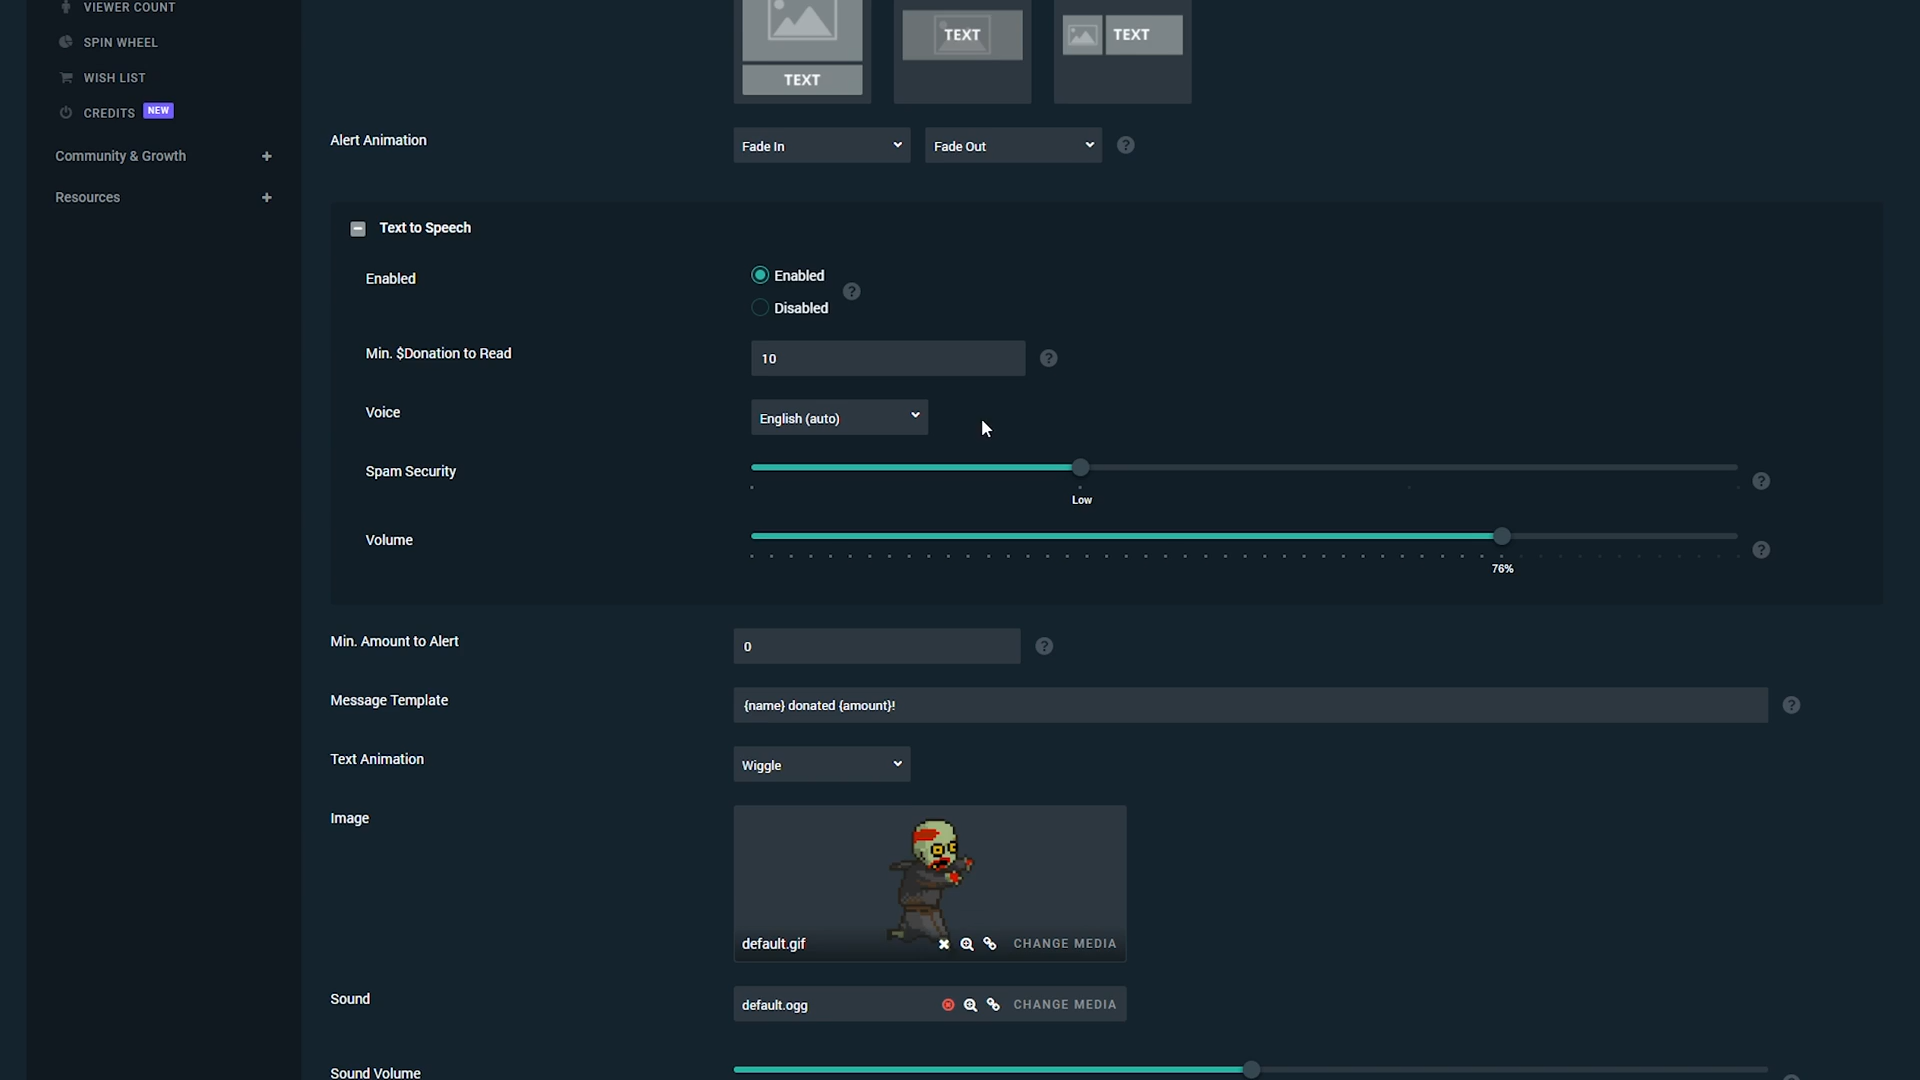 VIEWER COUNT
SPIN WHEEL
WISH LIST
CREDITS NEW
Community & Growth +
Resources +
TEXT
TEXT
TEXT
Alert Animation
Fade In
Fade Out
?
Text to Speech
Enabled
Enabled
Disabled
?
Min. $Donation to Read
10
?
Voice
English (auto)
Spam Security
Low
?
Volume
76%
?
Min. Amount to Alert
0
?
Message Template
{name} donated {amount}!
?
Text Animation
Wiggle
Image
default.gif
CHANGE MEDIA
Sound
default.ogg
CHANGE MEDIA
Sound Volume